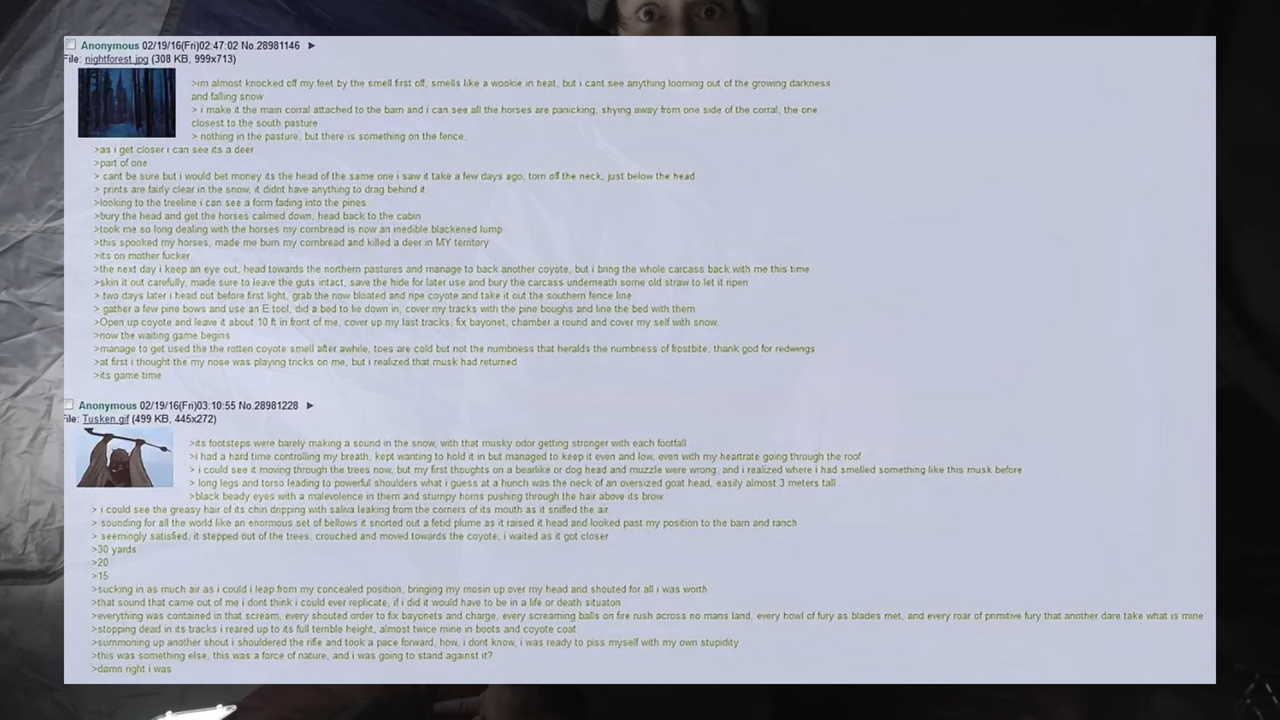 Anonymous 02/19/16(Fri)02:47:02 No.28981146 ▶
File: nightforest.jpg (308 KB, 999x713)
>im almost knocked off my feet by the smell first off, smells like a wookie in heat, but i cant see anything looming out of the growing darkness
and falling snow
> i make it the main corral attached to the barn and i can see all the horses are panicking, shying away from one side of the corral, the one
closest to the south pasture
> nothing in the pasture, but there is something on the fence,
>as i get closer i can see its a deer
>part of one
> cant be sure but i would bet money its the head of the same one i saw it take a few days ago, torn off the neck, just below the head
> prints are fairly clear in the snow, it didnt have anything to drag behind it
>looking to the treeline i can see a form fading into the pines
>bury the head and get the horses calmed down, head back to the cabin
>took me so long dealing with the horses my cornbread is now an inedible blackened lump
>this spooked my horses, made me burn my cornbread and killed a deer in MY territory
>its on mother fucker
>the next day i keep an eye out, head towards the northern pastures and manage to back another coyote, but i bring the whole carcass back with me this time
>skin it out carefully, made sure to leave the guts intact, save the hide for later use and bury the carcass underneath some old straw to let it ripen
> two days later i head out before first light, grab the now bloated and ripe coyote and take it out the southern fence line
> gather a few pine bows and use an E tool, did a bed to lie down in, cover my tracks with the pine boughs and line the bed with them
>Open up coyote and leave it about 10 ft in front of me, cover up my last tracks, fix bayonet, chamber a round and cover my self with snow.
>now the waiting game begins
>manage to get used the the rotten coyote smell after awhile, toes are cold but not the numbness that heralds the numbness of frostbite, thank god for redwings
>at first i thought the my nose was playing tricks on me, but i realized that musk had returned
>its game time
Anonymous 02/19/16(Fri)03:10:55 No.28981228 ▶
File: Tusken.gif (499 KB, 445x272)
>its footsteps were barely making a sound in the snow, with that musky odor getting stronger with each footfall
>i had a hard time controlling my breath, kept wanting to hold it in but managed to keep it even and low, even with my heartrate going through the roof
> i could see it moving through the trees now, but my first thoughts on a bearlike or dog head and muzzle were wrong, and i realized where i had smelled something like this musk before
> long legs and torso leading to powerful shoulders what i guess at a hunch was the neck of an oversized goat head, easily almost 3 meters tall
>black beady eyes with a malevolence in them and stumpy horns pushing through the hair above its brow.
> i could see the greasy hair of its chin dripping with saliva leaking from the corners of its mouth as it sniffed the air
> sounding for all the world like an enormous set of bellows it snorted out a fetid plume as it raised it head and looked past my position to the barn and ranch
> seemingly satisfied, it stepped out of the trees, crouched and moved towards the coyote, i waited as it got closer
>30 yards
>20
>15
>sucking in as much air as i could i leap from my concealed position, bringing my mosin up over my head and shouted for all i was worth
>that sound that came out of me i dont think i could ever replicate, if i did it would have to be in a life or death situaton
>everything was contained in that scream, every shouted order to fix bayonets and charge, every screaming balls on fire rush across no mans land, every howl of fury as blades met, and every roar of primitive fury that another dare take what is mine
>stopping dead in its tracks i reared up to its full terrible height, almost twice mine in boots and coyote coat
>summoning up another shout i shouldered the rifle and took a pace forward, how, i dont know, i was ready to piss myself with my own stupidity
>this was something else, this was a force of nature, and i was going to stand against it?
>damn right i was